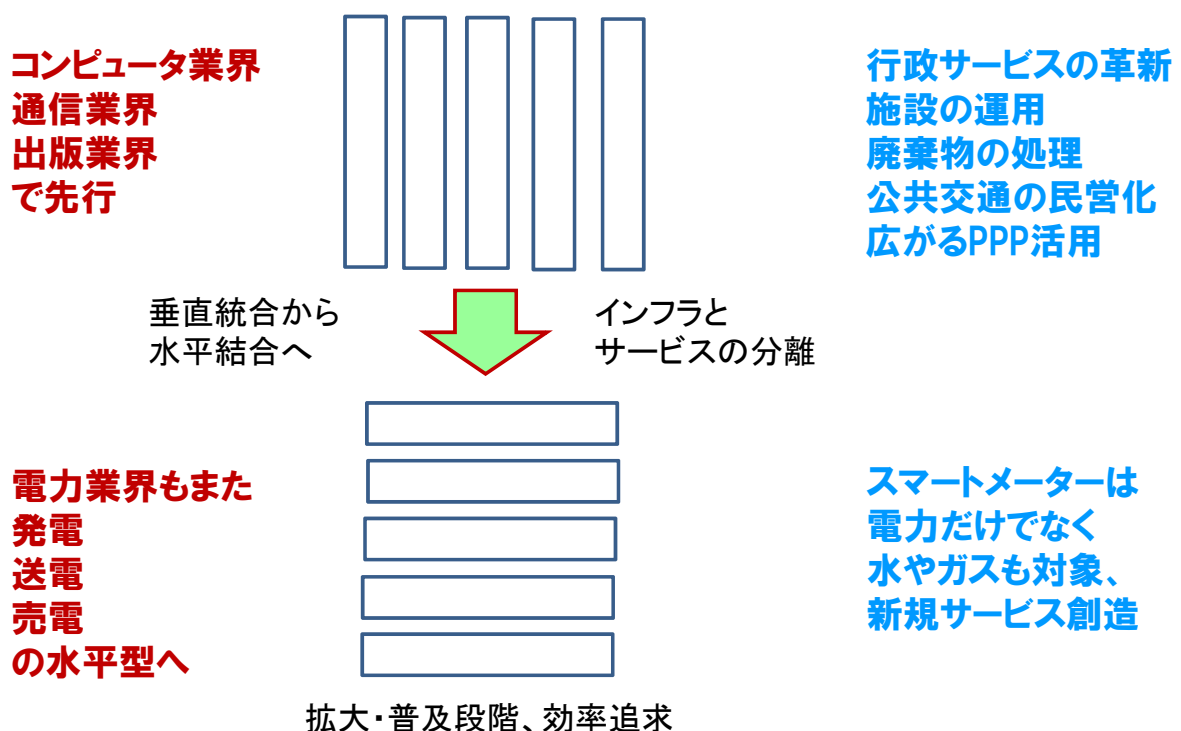 コンピュータ業界
通信業界
出版業界
で先行
行政サービスの革新
施設の運用
廃棄物の処理
公共交通の民営化
広がるPPP活用
垂直統合から
水平結合へ
インフラと
サービスの分離
電力業界もまた
発電
送電
売電
の水平型へ
スマートメーターは
電力だけでなく
水やガスも対象、
新規サービス創造
拡大・普及段階、効率追求